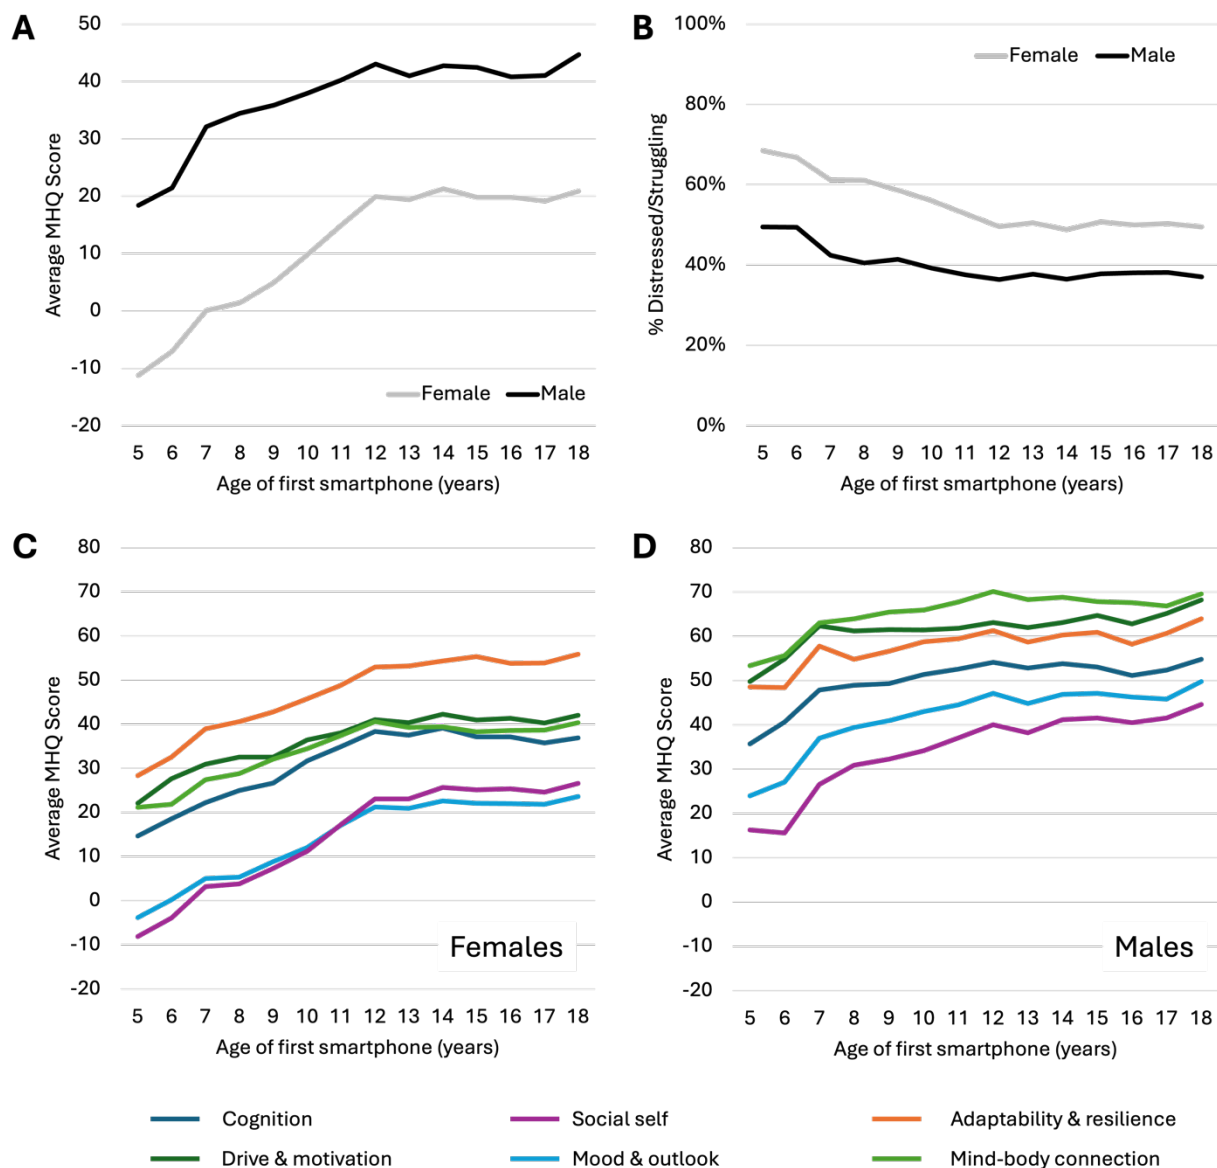 A
50
40
30
20
10
0
-10
-20
Average MHQ Score
Female
Male
5 6 7 8 9 10 11 12 13 14 15 16 17 18
Age of first smartphone (years)
B
100%
80%
60%
40%
20%
0%
% Distressed/Struggling
Female
Male
5 6 7 8 9 10 11 12 13 14 15 16 17 18
Age of first smartphone (years)
C
80
70
60
50
40
30
20
10
0
-10
-20
Average MHQ Score
Females
5 6 7 8 9 10 11 12 13 14 15 16 17 18
Age of first smartphone (years)
D
80
70
60
50
40
30
20
10
0
-10
-20
Average MHQ Score
Males
5 6 7 8 9 10 11 12 13 14 15 16 17 18
Age of first smartphone (years)
Cognition
Social self
Adaptability & resilience
Drive & motivation
Mood & outlook
Mind-body connection